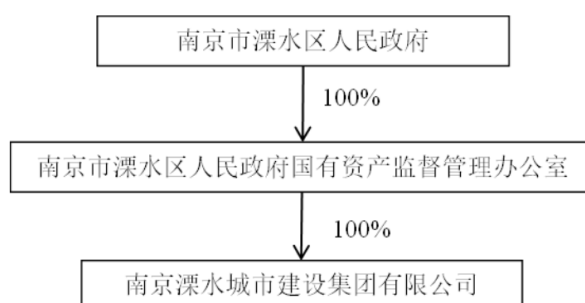 南京市溧水区人民政府
100%
南京市溧水区人民政府国有资产监督管理办公室
100%
南京溧水城市建设集团有限公司